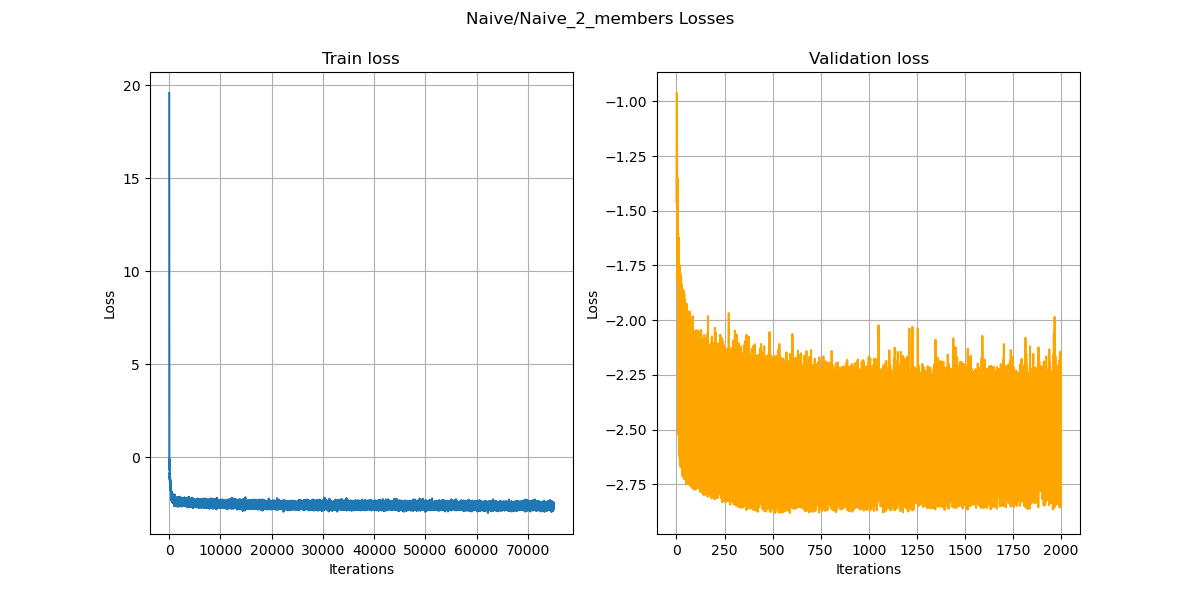 Naive/Naive_2_members Losses
Train loss
20
15
10
5
0
Loss
0 10000 20000 30000 40000 50000 60000 70000
Iterations
Validation loss
−1.00
−1.25
−1.50
−1.75
−2.00
−2.25
−2.50
−2.75
Loss
0 250 500 750 1000 1250 1500 1750 2000
Iterations